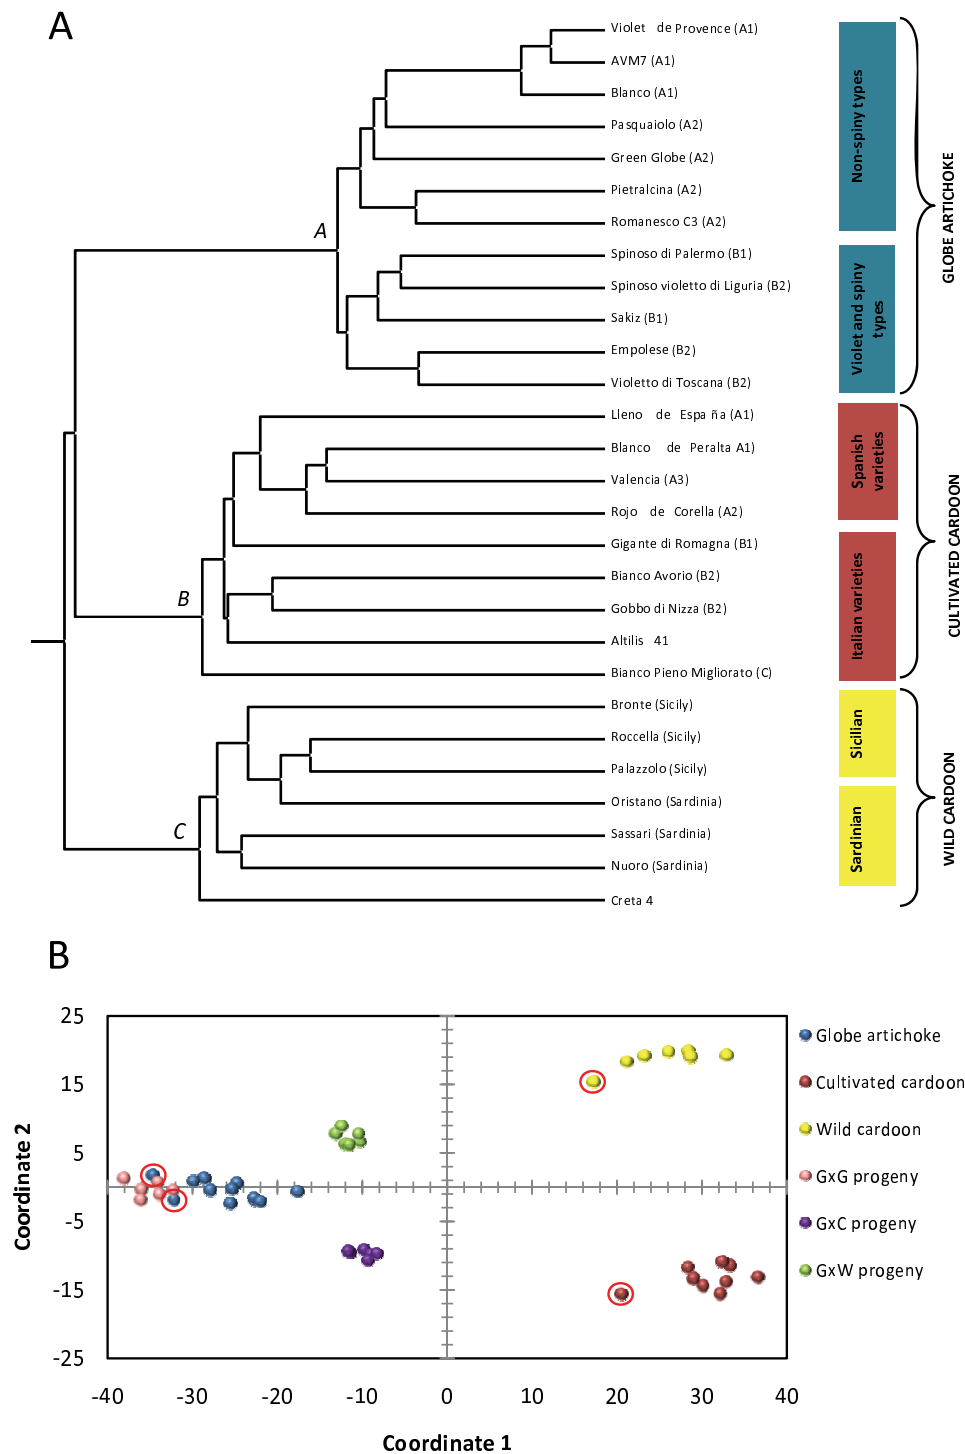 A
Violet de Provence (A1)
AVM7 (A1)
Blanco (A1)
Pasquaiolo (A2)
Green Globe (A2)
Pietralcina (A2)
Romanesco C3 (A2)
Spinoso di Palermo (B1)
Spinoso violetto di Liguria (B2)
Sakiz (B1)
Empolese (B2)
Violetto di Toscana (B2)
Lleno de Espa ña (A1)
Blanco de Peralta A1)
Valencia (A3)
Rojo de Corella (A2)
Gigante di Romagna (B1)
Bianco Avorio (B2)
Gobbo di Nizza (B2)
Altilis 41
Bianco Pieno Migliorato (C)
Bronte (Sicily)
Roccella (Sicily)
Palazzolo (Sicily)
Oristano (Sardinia)
Sassari (Sardinia)
Nuoro (Sardinia)
Creta 4
A
B
C
Non-spiny types
Violet and spiny
types
Spanish
varieties
Italian varieties
Sicilian
Sardinian
GLOBE ARTICHOKE
CULTIVATED CARDOON
WILD CARDOON
B
25
15
5
-5
-15
-25
-40 -30 -20 -10 0 10 20 30 40
Coordinate 2
Coordinate 1
Globe artichoke
Cultivated cardoon
Wild cardoon
GxG progeny
GxC progeny
GxW progeny